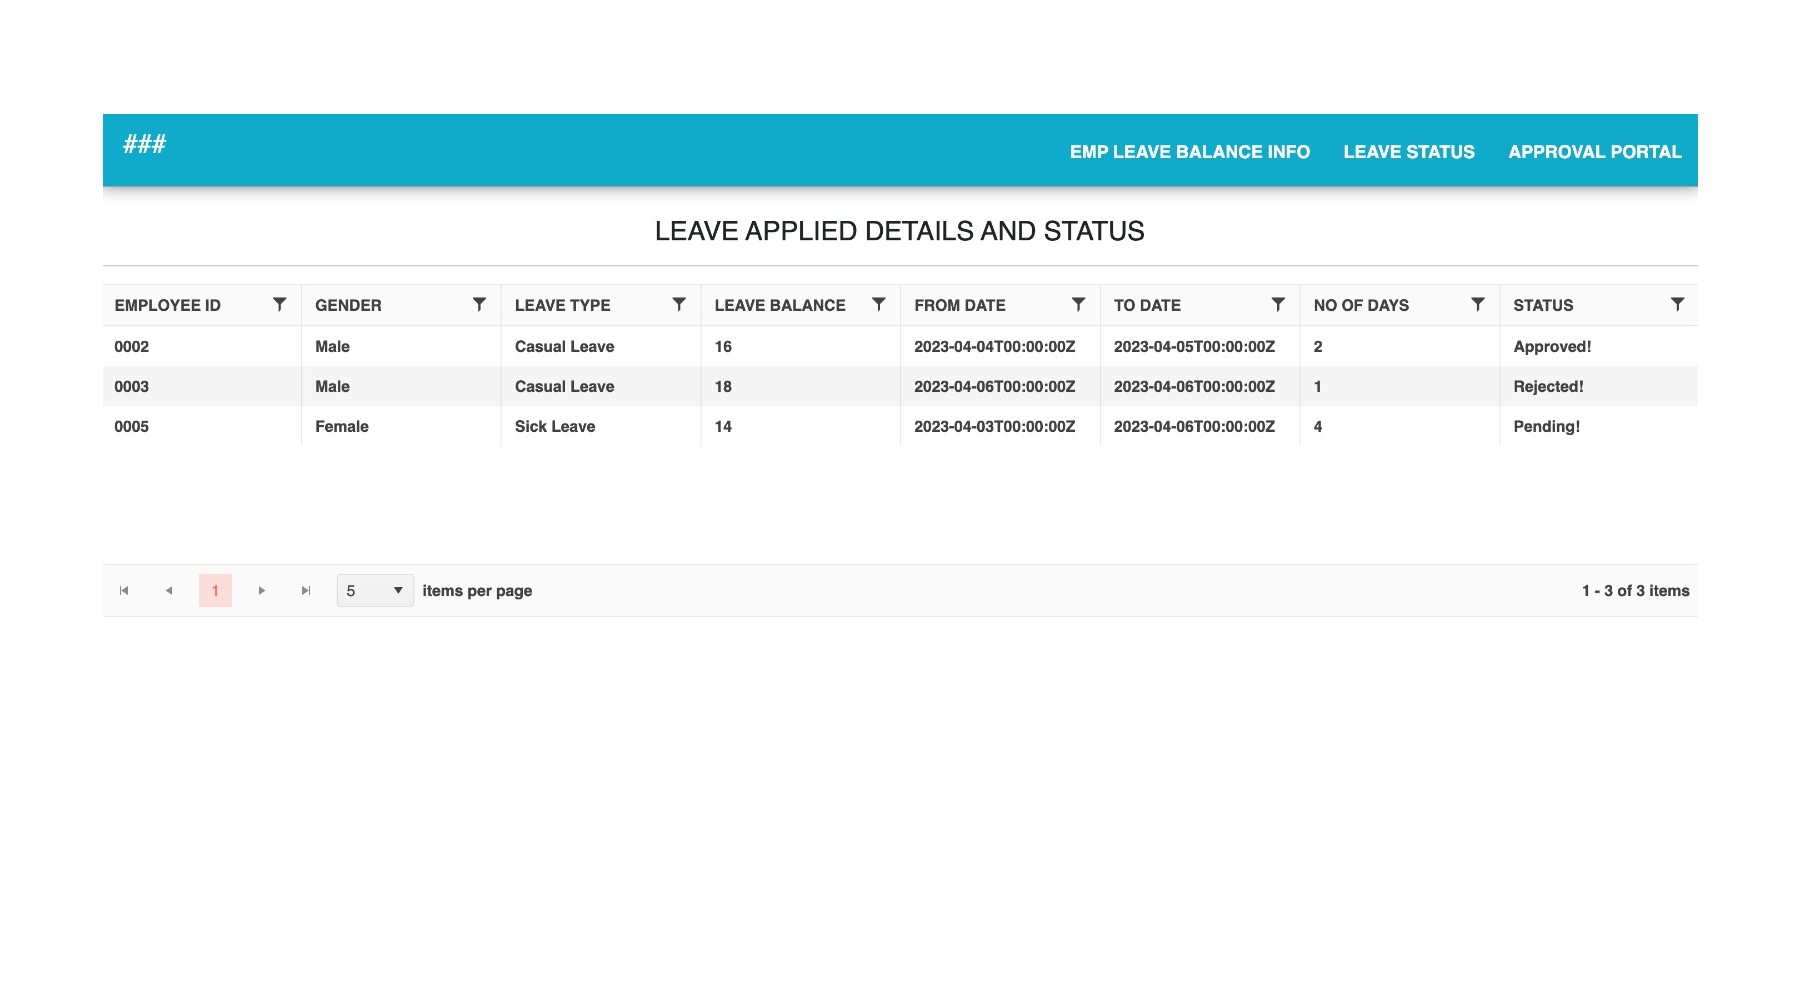 ###
EMP LEAVE BALANCE INFO LEAVE STATUS APPROVAL PORTAL
LEAVE APPLIED DETAILS AND STATUS
EMPLOYEE ID GENDER LEAVE TYPE LEAVE BALANCE FROM DATE TO DATE NO OF DAYS STATUS
0002 Male Casual Leave 16 2023-04-04T00:00:00Z 2023-04-05T00:00:00Z 2 Approved!
0003 Male Casual Leave 18 2023-04-06T00:00:00Z 2023-04-06T00:00:00Z 1 Rejected!
0005 Female Sick Leave 14 2023-04-03T00:00:00Z 2023-04-06T00:00:00Z 4 Pending!
1 5 items per page 1 - 3 of 3 items